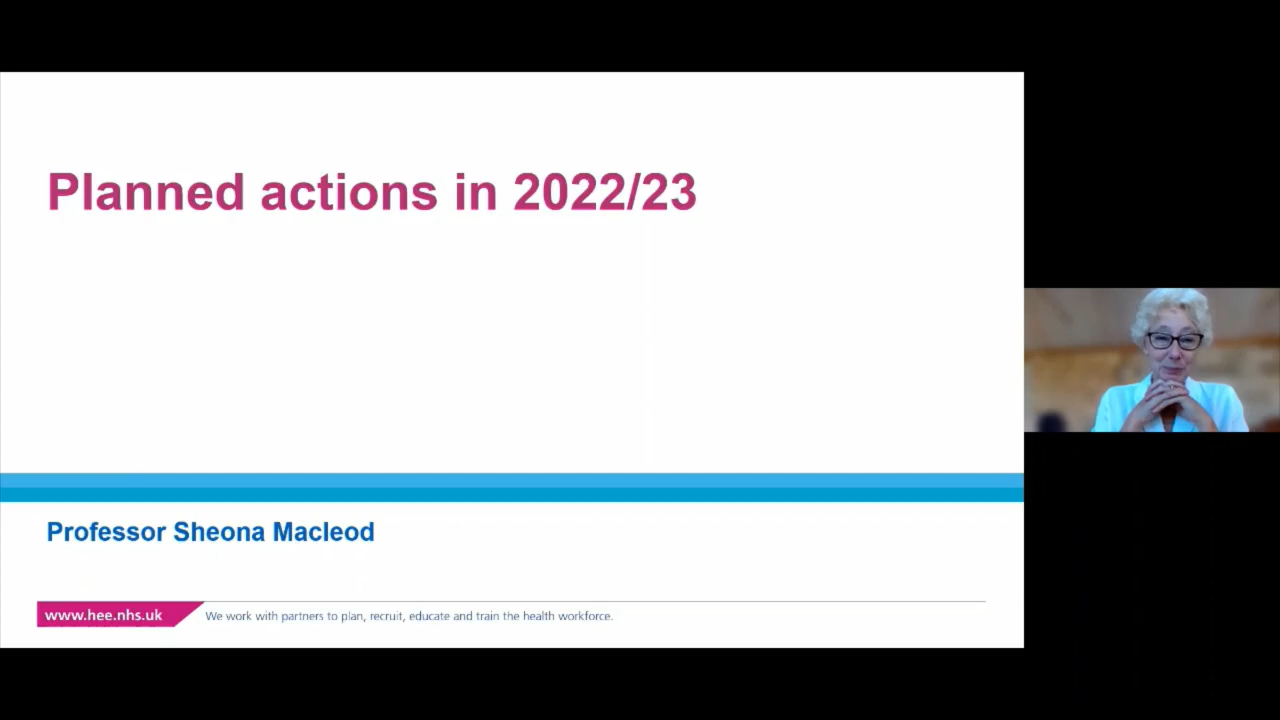 Planned actions in 2022/23
Professor Sheona Macleod
www.hee.nhs.uk
We work with partners to plan, recruit, educate and train the health workforce.